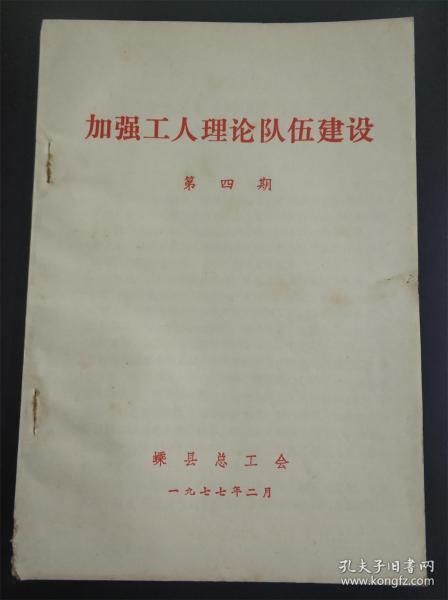 加强工人理论队伍建设
第四期
嵊县总工会
一九七七年二月
孔夫子旧书网
www.kongfz.com